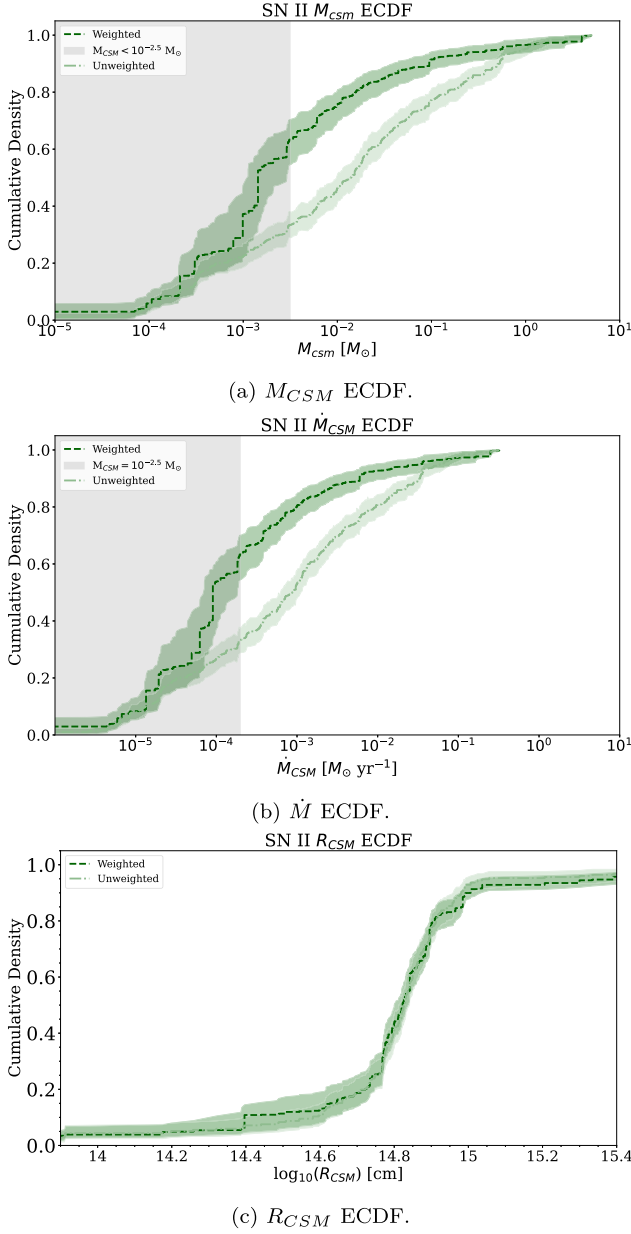 SN II M_csm ECDF
Weighted
M_CSM < 10^−2.5 M_⊙
Unweighted
1.0
0.8
0.6
0.4
0.2
0.0
Cumulative Density
10^−5 10^−4 10^−3 10^−2 10^−1 10^0 10^1
M_csm [M_⊙]
(a) M_CSM ECDF.
SN II Ṁ_CSM ECDF
Weighted
M_CSM = 10^−2.5 M_⊙
Unweighted
1.0
0.8
0.6
0.4
0.2
0.0
Cumulative Density
10^−5 10^−4 10^−3 10^−2 10^−1 10^0 10^1
Ṁ_CSM [M_⊙ yr^−1]
(b) Ṁ ECDF.
SN II R_CSM ECDF
Weighted
Unweighted
1.0
0.8
0.6
0.4
0.2
0.0
Cumulative Density
14 14.2 14.4 14.6 14.8 15 15.2 15.4
log_10(R_CSM) [cm]
(c) R_CSM ECDF.